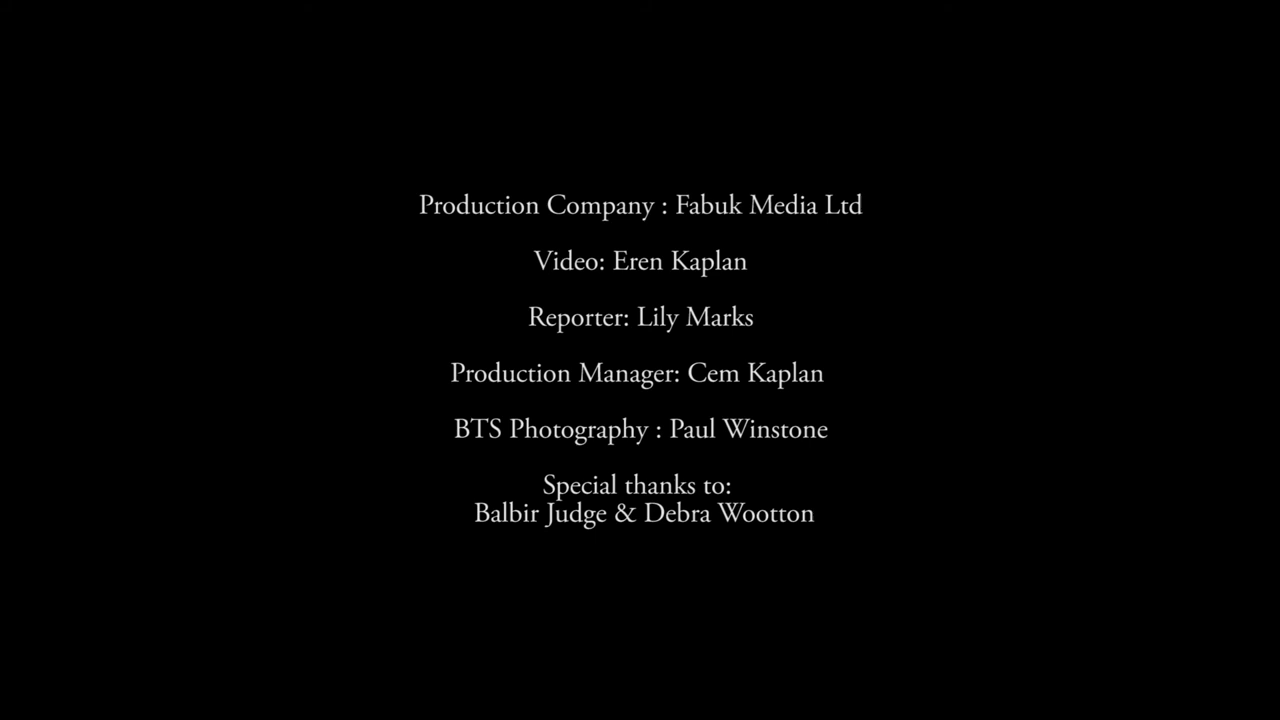 Production Company : Fabuk Media Ltd
Video: Eren Kaplan
Reporter: Lily Marks
Production Manager: Cem Kaplan
BTS Photography : Paul Winstone
Special thanks to:
Balbir Judge & Debra Wootton